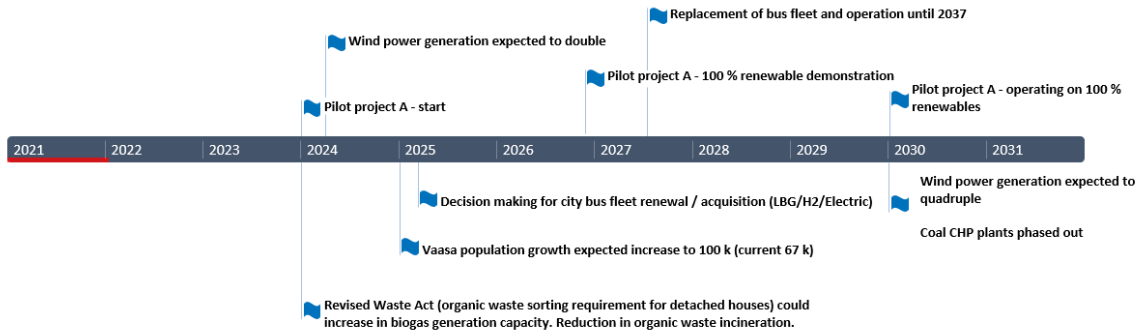 Replacement of bus fleet and operation until 2037
Wind power generation expected to double
Pilot project A - 100 % renewable demonstration
Pilot project A - operating on 100 %
renewables
Pilot project A - start
2021 2022 2023 2024 2025 2026 2027 2028 2029 2030 2031
Wind power generation expected to
quadruple
Decision making for city bus fleet renewal / acquisition (LBG/H2/Electric)
Coal CHP plants phased out
Vaasa population growth expected increase to 100 k (current 67 k)
Revised Waste Act (organic waste sorting requirement for detached houses) could
increase in biogas generation capacity. Reduction in organic waste incineration.